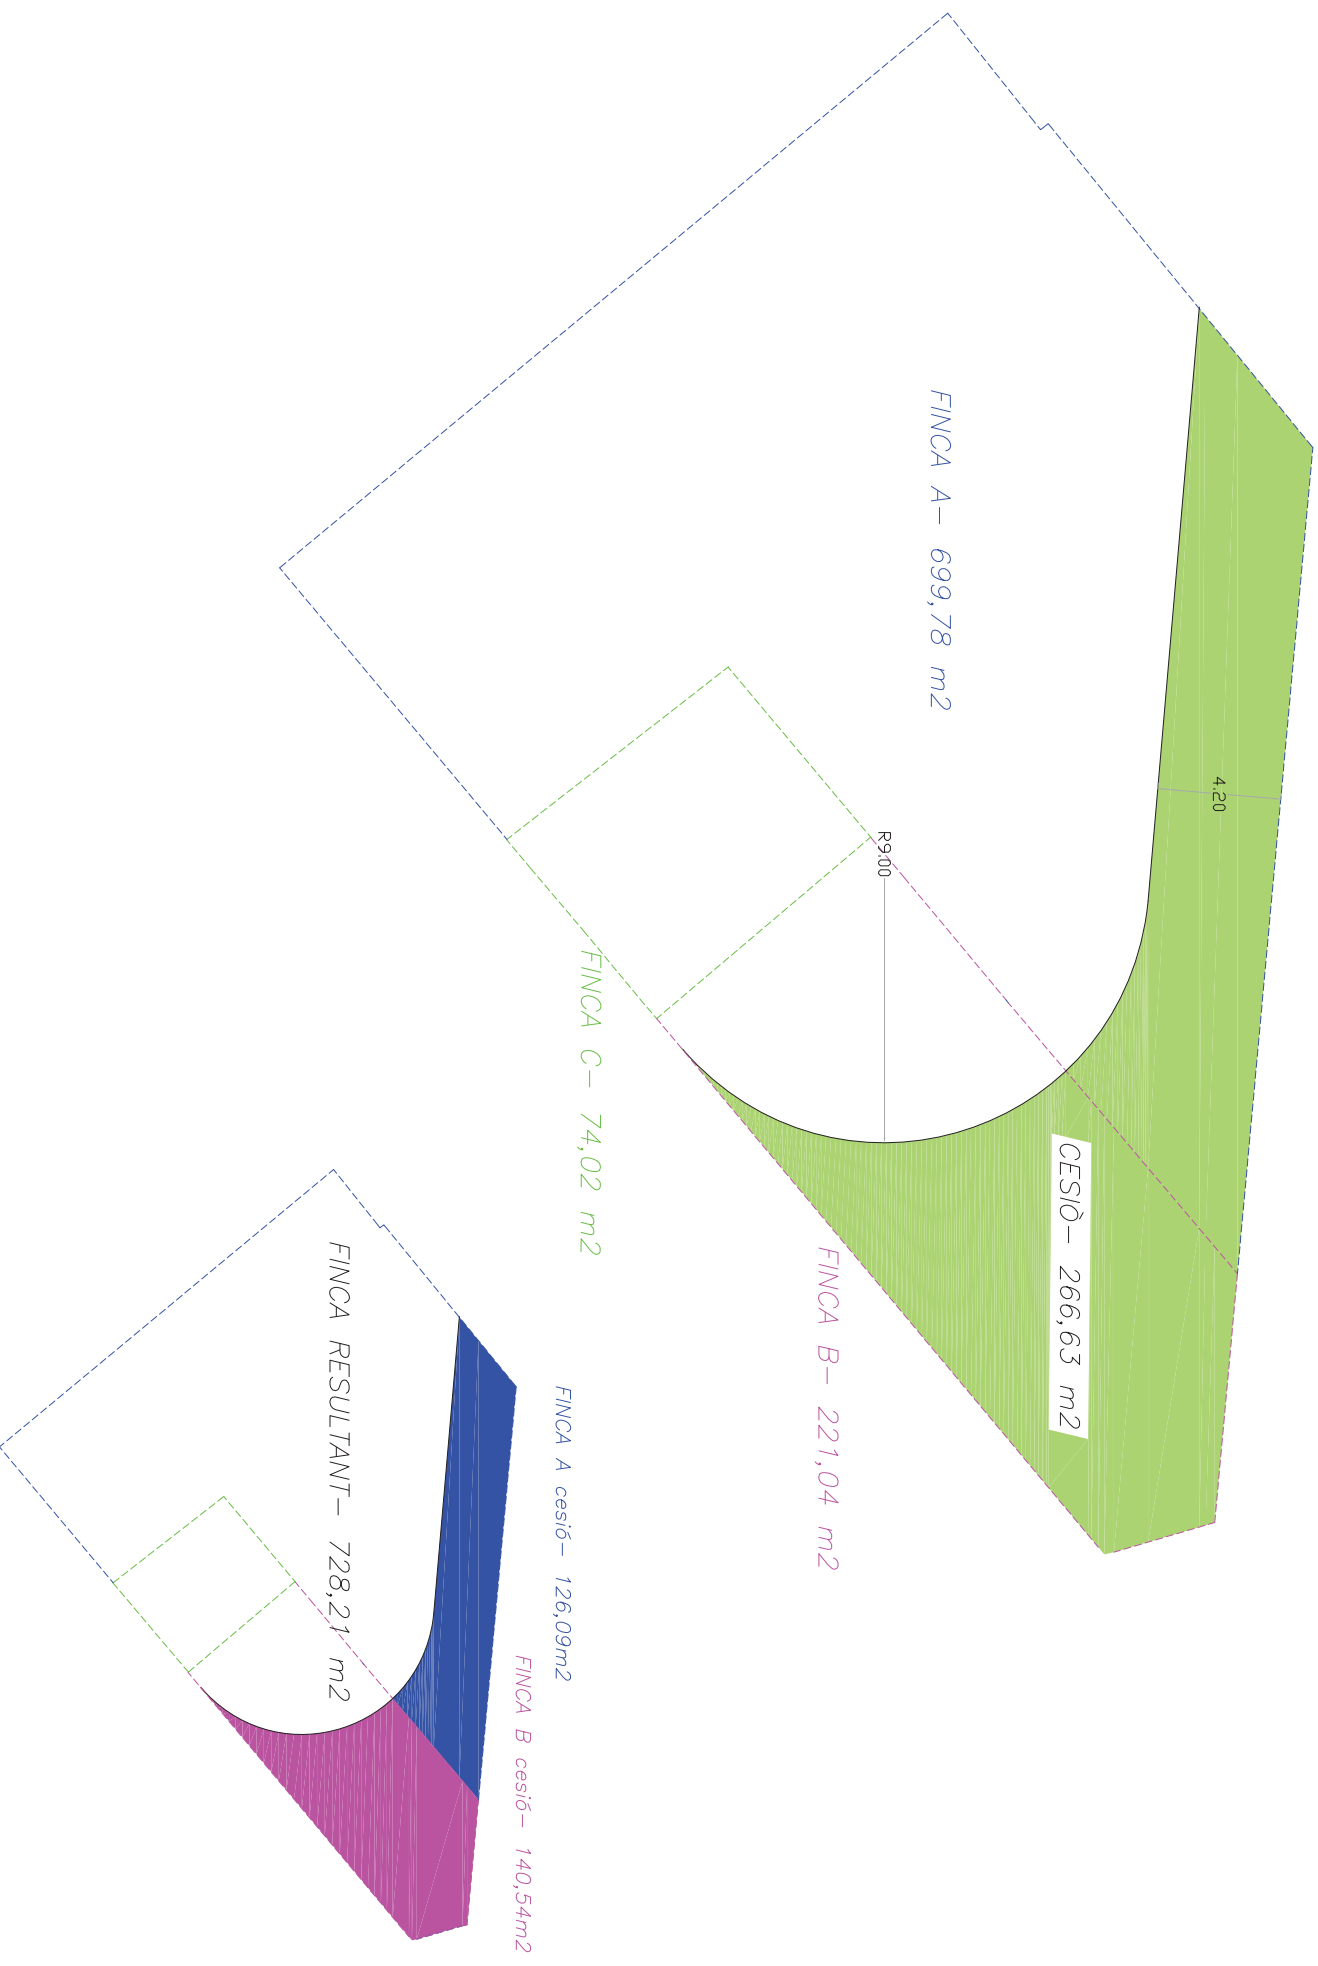 FINCA A- 699,78 m2
4.20
R9.00
FINCA C- 74,02 m2
CESIÒ- 266,63 m2
FINCA B- 221,04 m2
FINCA RESULTANT- 728,21 m2
FINCA A cesió- 126,09m2
FINCA B cesió- 140,54m2